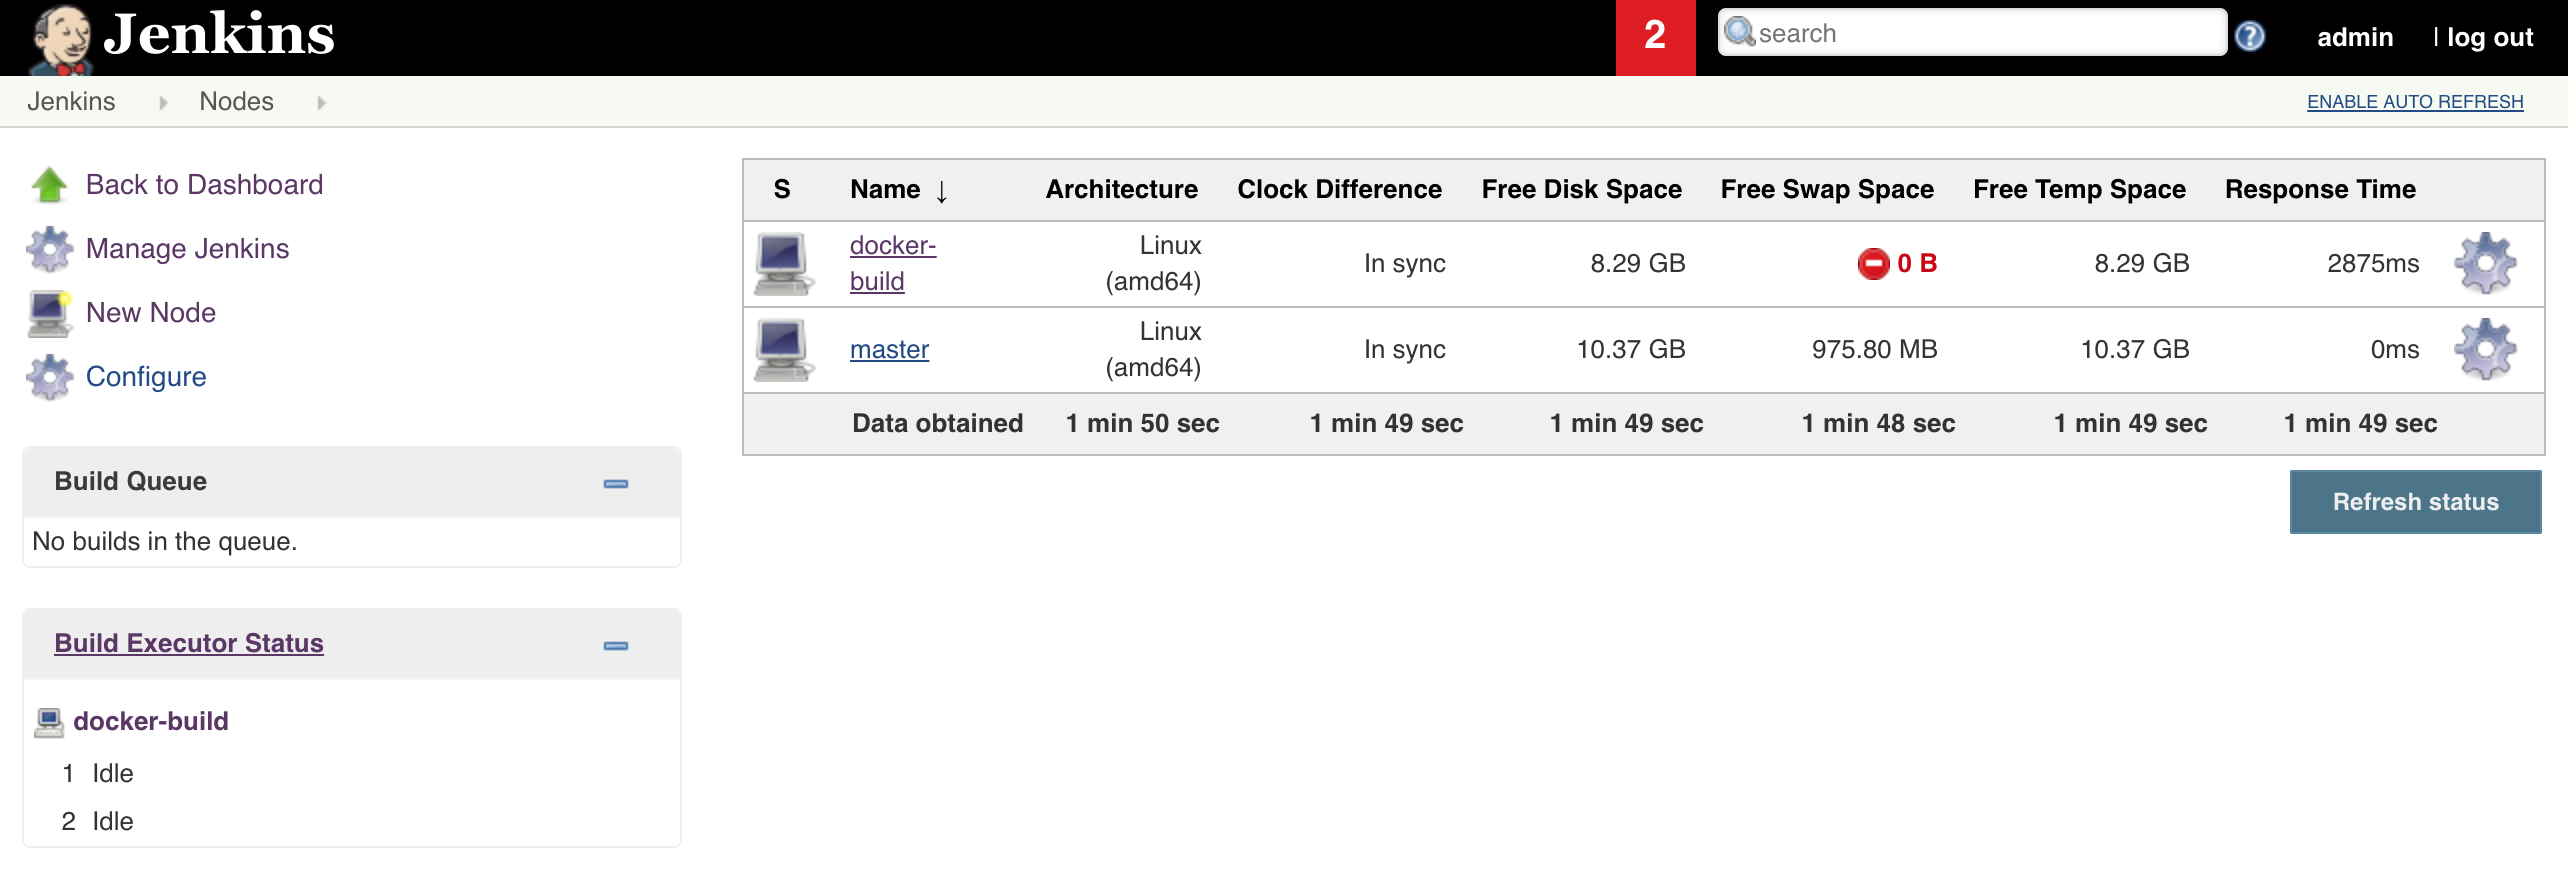 Jenkins
2
search
admin
| log out
Jenkins
Nodes
ENABLE AUTO REFRESH
Back to Dashboard
Manage Jenkins
New Node
Configure
Build Queue
No builds in the queue.
Build Executor Status
docker-build
1 Idle
2 Idle
S Name ↓ Architecture Clock Difference Free Disk Space Free Swap Space Free Temp Space Response Time
docker-
build
Linux
(amd64)
In sync 8.29 GB 0 B 8.29 GB 2875ms
master
Linux
(amd64)
In sync 10.37 GB 975.80 MB 10.37 GB 0ms
Data obtained 1 min 50 sec 1 min 49 sec 1 min 49 sec 1 min 48 sec 1 min 49 sec 1 min 49 sec
Refresh status